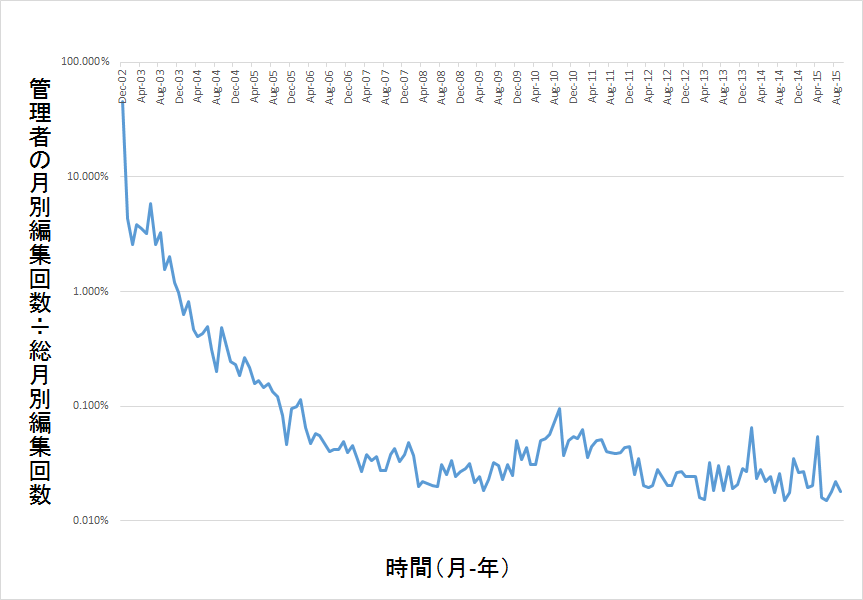 100.000%
10.000%
1.000%
0.100%
0.010%
Dec-02
Apr-03
Aug-03
Dec-03
Apr-04
Aug-04
Dec-04
Apr-05
Aug-05
Dec-05
Apr-06
Aug-06
Dec-06
Apr-07
Aug-07
Dec-07
Apr-08
Aug-08
Dec-08
Apr-09
Aug-09
Dec-09
Apr-10
Aug-10
Dec-10
Apr-11
Aug-11
Dec-11
Apr-12
Aug-12
Dec-12
Apr-13
Aug-13
Dec-13
Apr-14
Aug-14
Dec-14
Apr-15
Aug-15
管理者の月別編集回数÷総月別編集回数
時間(月-年)